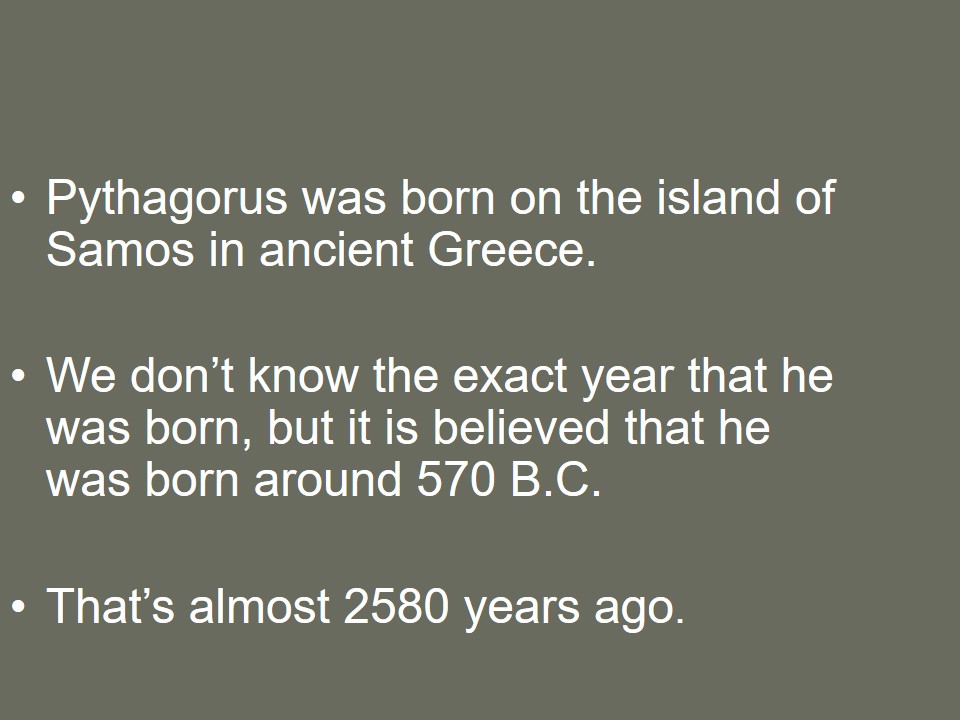 • Pythagorus was born on the island of
Samos in ancient Greece.
• We don’t know the exact year that he
was born, but it is believed that he
was born around 570 B.C.
• That’s almost 2580 years ago.